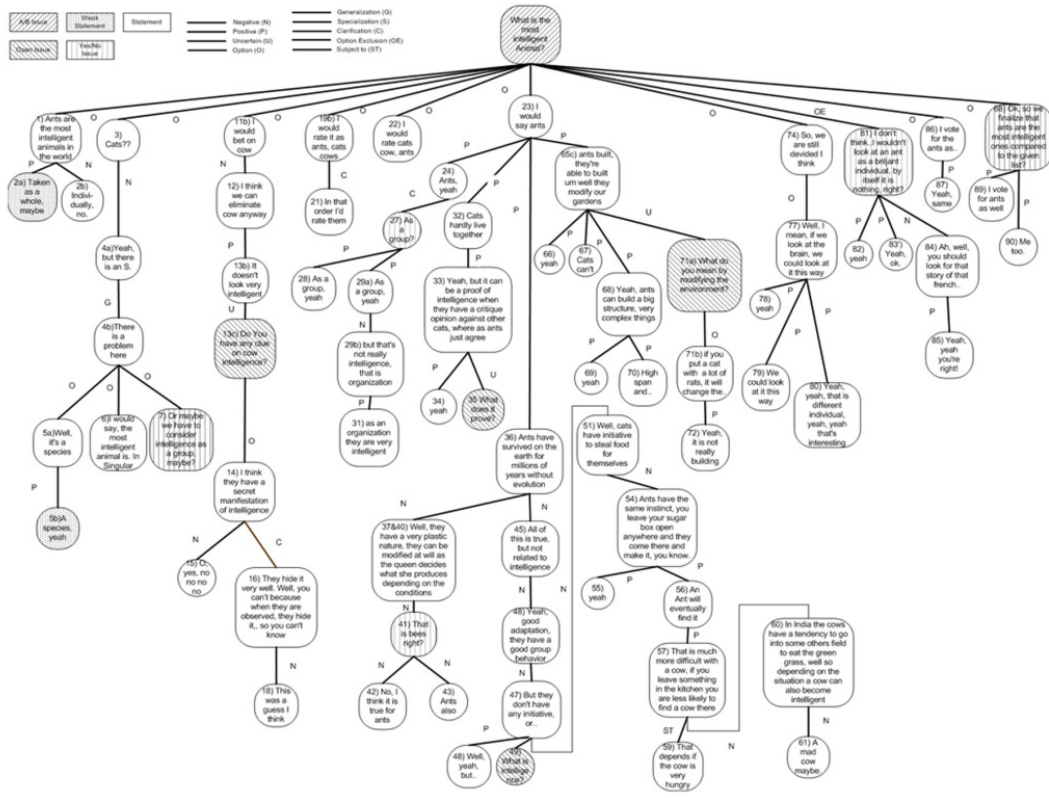 A/B Issue
Weak
Statement
Statement
Open Issue
Yes/No
Issue
Negative (N)
Positive (P)
Uncertain (U)
Option (O)
Generalization (G)
Specialization (S)
Clarification (C)
Option Exclusion (OE)
Subject to (ST)
What is the
most
intelligent
Animal?
O
O
O
O
O
O
O
OE
O
O
1) Ants are
the most
intelligent
animals in
the world
P
N
2a) Taken
as a
whole,
maybe
2b)
Indivi-
dually,
no.
3)
Cats??
N
4a)Yeah,
but there
is an S.
G
4b)There
is a
problem
here
O
O
O
5a)Well,
it's a
species
P
5b)A
species,
yeah
6)I would
say, the
most
intelligent
animal is. In
Singular
7) Or maybe
we have to
consider
intelligence as
a group,
maybe?
11b) I
would
bet on
cow
N
12) I think
we can
eliminate
cow anyway
P
13b) It
doesn't
look very
intelligent
U
13c) Do You
have any clue
on cow
intelligence?
O
14) I think
they have a
secret
manifestation
of intelligence
N
C
15) O,
yes, no
no no
no
16) They hide it
very well. Well, you
can't because
when they are
observed, they hide
it,, so you can't
know
N
18) This
was a
guess I
think
19b) I
would
rate it as
ants, cats
cows
C
21) In that
order I'd
rate them
22) I
would
rate cats
cow, ants
23) I
would
say ants
P
P
P
P
24)
Ants,
yeah
C
27) As
a
group?
P
P
28) As a
group,
yeah
29a) As
a group,
yeah
N
29b) but that's
not really
intelligence,
that is
organization
P
31) as an
organization
they are very
intelligent
32) Cats
hardly live
together
P
33) Yeah, but it can
be a proof of
intelligence when
they have a critique
opinion against other
cats, where as ants
just agree
P
U
34)
yeah
35 What
does it
prove?
36) Ants have
survived on the
earth for
millions of
years without
evolution
N
N
37&40) Well, they
have a very plastic
nature, they can be
modified at will as
the queen decides
what she produces
depending on the
conditions
N
41) That
is bees
right?
N
N
42) No, I
think it is
true for
ants
43)
Ants
also
45) All of
this is true,
but not
related to
intelligence
N
N
48) Yeah,
good
adaptation,
they have a
good group
behavior
N
47) But they
don't have
any initiative,
or..
P
48) Well,
yeah,
but..
49)
What is
intellige
nce?
51) Well, cats
have initiative
to steal food
for
themselves
N
54) Ants have the
same instinct, you
leave your sugar
box open
anywhere and they
come there and
make it, you know.
P
P
55)
yeah
56) An
Ant will
eventually
find it
P
57) That is much
more difficult with
a cow, if you
leave something
in the kitchen you
are less likely to
find a cow there
ST
N
59) That
depends if
the cow is
very
hungry
60) In India the cows
have a tendency to go
into some others field
to eat the green
grass, well so
depending on the
situation a cow can
also become
intelligent
N
61) A
mad
cow
maybe.
65c) ants built,
they're
able to built
um well they
modify our
gardens
P
P
P
U
66)
yeah
67)
Cats
can't
68) Yeah, ants
can build a big
structure, very
complex things
P
P
69)
yeah
70) High
span
and..
71a) What do
you mean by
modifying the
environment?
O
71b) if you
put a cat
with a lot of
rats, it will
change the..
P
72) Yeah,
it is not
really
building
74) So, we
are still
devided I
think
O
77) Well, I
mean, if we
look at the
brain, we
could look at
it this way
P
P
P
78)
yeah
79) We
could look
at it this
way
80) Yeah,
yeah, that is
different
individual,
yeah, yeah
that's
interesting
81) I don't
think..I wouldn't
look at an ant
as a briljant
individual, by
itself it is
nothing, right?
P
P
N
82)
yeah
83')
Yeah,
ok.
84) Ah, well,
you should
look for that
story of that
french..
P
85) Yeah,
yeah
you're
right!
86) I vote
for the
ants as..
P
87)
Yeah,
same
88) Ok, so we
finalize that
ants are the
most intelligent
ones compared
to the given
list?
P
P
89) I vote
for ants
as well
90) Me
too.